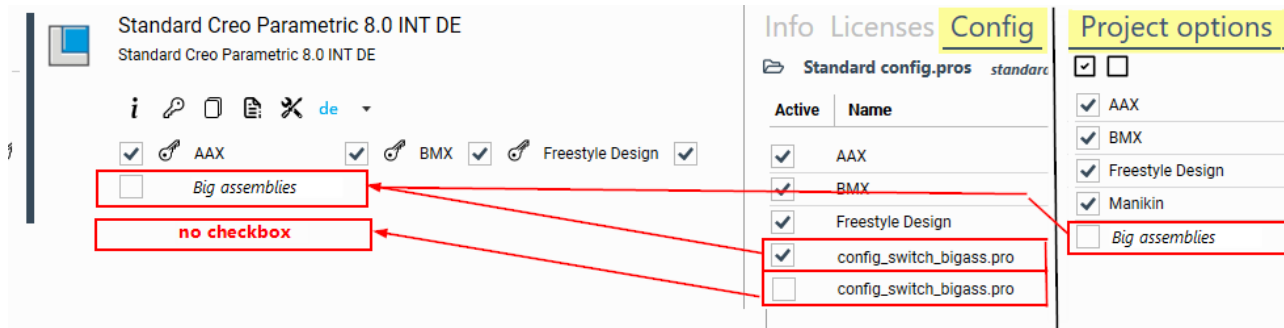 Standard Creo Parametric 8.0 INT DE
Standard Creo Parametric 8.0 INT DE
i de
AAX BMX Freestyle Design
Big assemblies
no checkbox
Info Licenses Config
Standard config.pros standard
Active Name
AAX
BMX
Freestyle Design
config_switch_bigass.pro
config_switch_bigass.pro
Project options
AAX
BMX
Freestyle Design
Manikin
Big assemblies